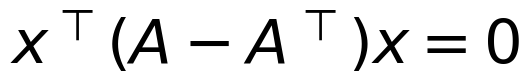 x⊤(A − A⊤)x = 0